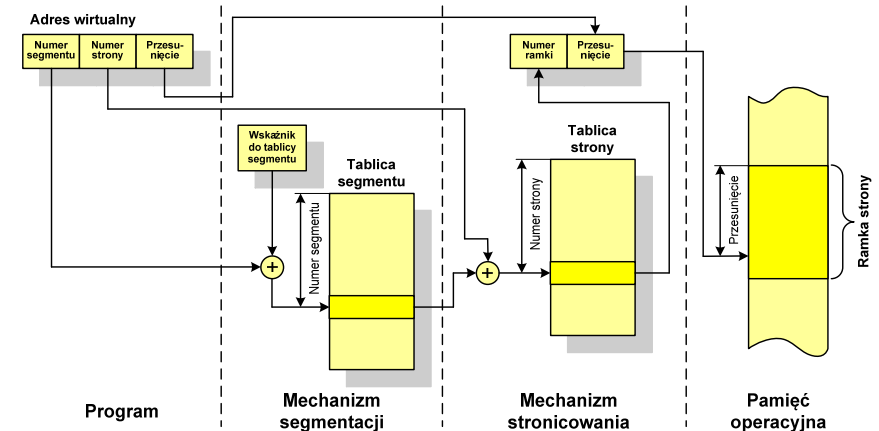 Adres wirtualny
Numer
segmentu
Numer
strony
Przesu-
nięcie
Numer
ramki
Przesu-
nięcie
Wskaźnik
do tablicy
segmentu
Tablica
segmentu
Numer segmentu
Tablica
strony
Numer strony
Przesunięcie
Ramka strony
Program
Mechanizm
segmentacji
Mechanizm
stronicowania
Pamięć
operacyjna